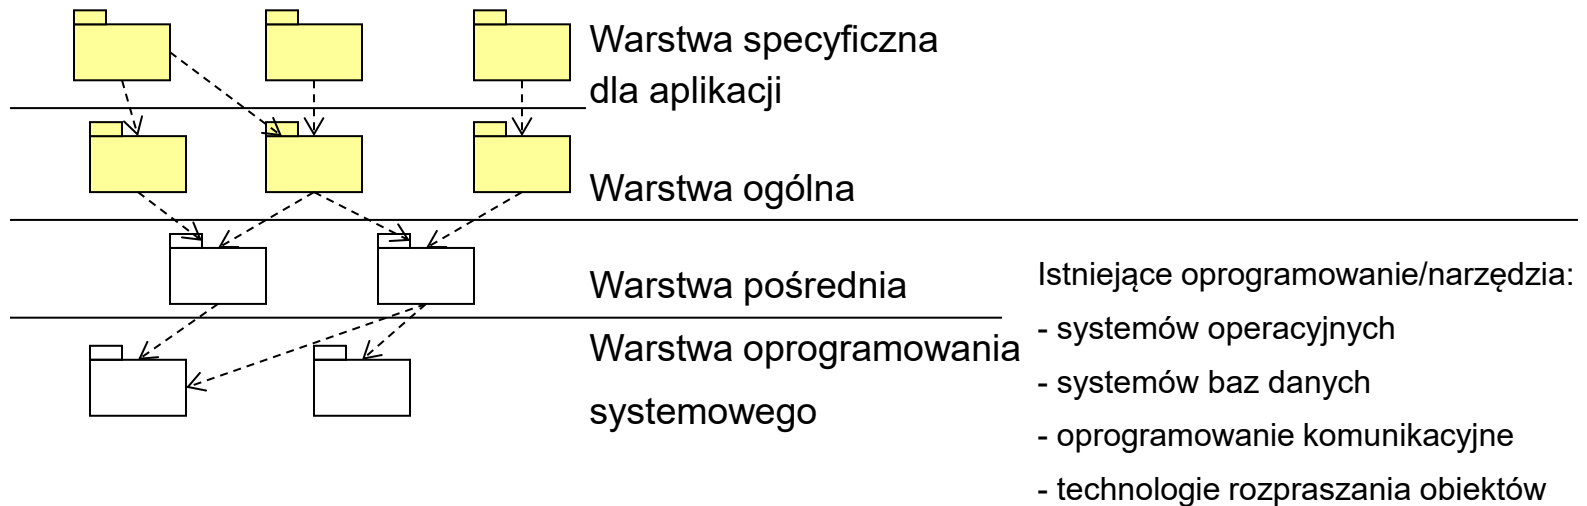 Warstwa specyficzna
dla aplikacji
Warstwa ogólna
Warstwa pośrednia
Warstwa oprogramowania
systemowego
Istniejące oprogramowanie/narzędzia:
- systemów operacyjnych
- systemów baz danych
- oprogramowanie komunikacyjne
- technologie rozpraszania obiektów